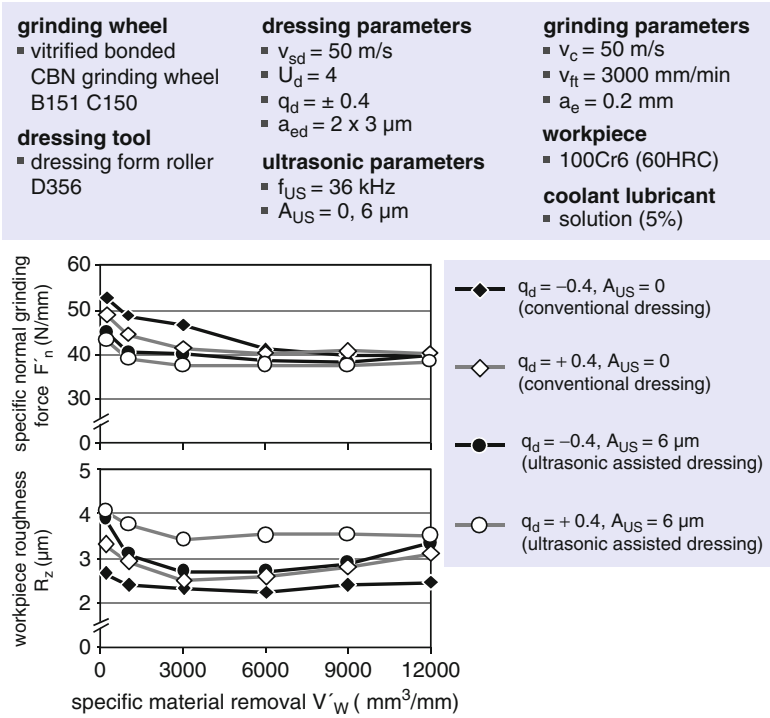 grinding wheel
▪ vitrified bonded
CBN grinding wheel
B151 C150
dressing tool
▪ dressing form roller
D356
dressing parameters
▪ v_sd = 50 m/s
▪ U_d = 4
▪ q_d = ± 0.4
▪ a_ed = 2 x 3 µm
ultrasonic parameters
▪ f_US = 36 kHz
▪ A_US = 0, 6 µm
grinding parameters
▪ v_c = 50 m/s
▪ v_ft = 3000 mm/min
▪ a_e = 0.2 mm
workpiece
▪ 100Cr6 (60HRC)
coolant lubricant
▪ solution (5%)
specific normal grinding
force F´_n (N/mm)
60
50
40
30
0
workpiece roughness
R_z (µm)
5
4
3
2
0
0 3000 6000 9000 12000
specific material removal V´_W ( mm³/mm)
q_d = −0.4, A_US = 0
(conventional dressing)
q_d = + 0.4, A_US = 0
(conventional dressing)
q_d = −0.4, A_US = 6 µm
(ultrasonic assisted dressing)
q_d = + 0.4, A_US = 6 µm
(ultrasonic assisted dressing)